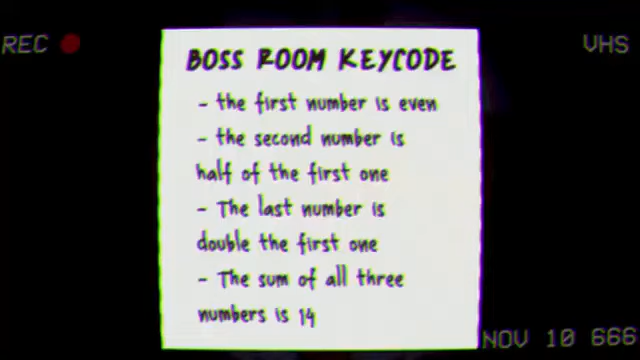 REC
VHS
BOSS ROOM KEYCODE
- the first number is even
- the second number is
half of the first one
- The last number is
double the first one
- The sum of all three
numbers is 14
NOV 10 666